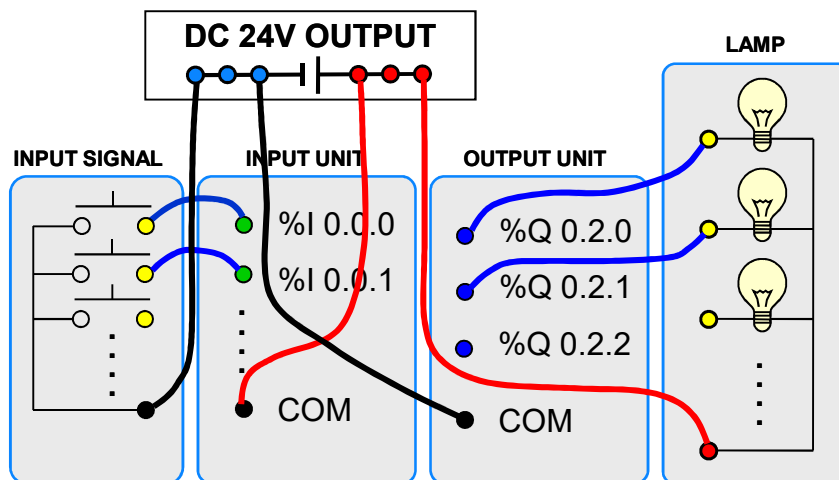 DC 24V OUTPUT
LAMP
INPUT SIGNAL
INPUT UNIT
OUTPUT UNIT
%I 0.0.0
%Q 0.2.0
%I 0.0.1
%Q 0.2.1
%Q 0.2.2
COM
COM